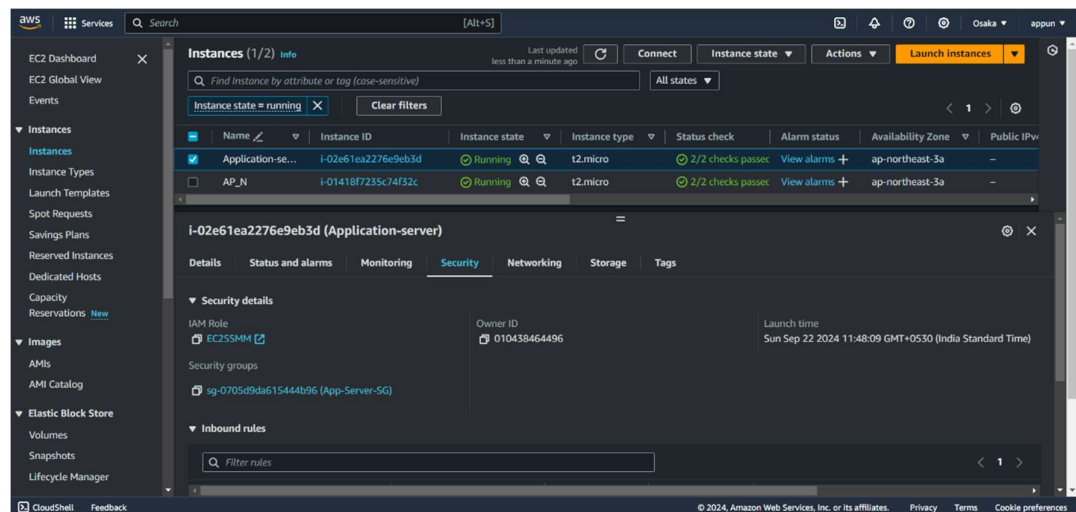 aws Services Search [Alt+S] Osaka ▼ appun ▼
EC2 Dashboard
EC2 Global View
Events
▼ Instances
Instances
Instance Types
Launch Templates
Spot Requests
Savings Plans
Reserved Instances
Dedicated Hosts
Capacity
Reservations New
▼ Images
AMIs
AMI Catalog
▼ Elastic Block Store
Volumes
Snapshots
Lifecycle Manager
Instances (1/2) Info
Last updated
less than a minute ago
Connect Instance state ▼ Actions ▼ Launch instances ▼
Find Instance by attribute or tag (case-sensitive) All states ▼
Instance state = running X Clear filters < 1 >
Name Instance ID Instance state Instance type Status check Alarm status Availability Zone Public IPv4
Application-se... i-02e61ea2276e9eb3d Running t2.micro 2/2 checks passec View alarms + ap-northeast-3a –
AP_N i-01418f7235c74f32c Running t2.micro 2/2 checks passec View alarms + ap-northeast-3a –
i-02e61ea2276e9eb3d (Application-server)
Details Status and alarms Monitoring Security Networking Storage Tags
▼ Security details
IAM Role Owner ID Launch time
EC2SSMM 010438464496 Sun Sep 22 2024 11:48:09 GMT+0530 (India Standard Time)
Security groups
sg-0705d9da615444b96 (App-Server-SG)
▼ Inbound rules
Filter rules < 1 >
CloudShell Feedback © 2024, Amazon Web Services, Inc. or its affiliates. Privacy Terms Cookie preferences